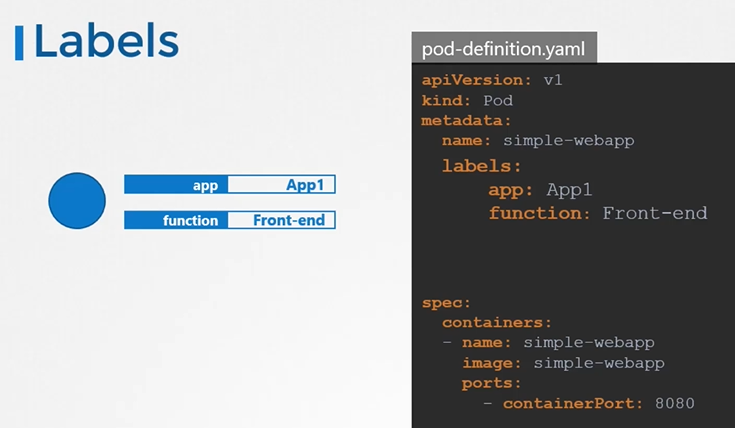 Labels
app App1
function Front-end
pod-definition.yaml
apiVersion: v1
kind: Pod
metadata:
  name: simple-webapp
  labels:
    app: App1
    function: Front-end
spec:
  containers:
  - name: simple-webapp
    image: simple-webapp
    ports:
      - containerPort: 8080